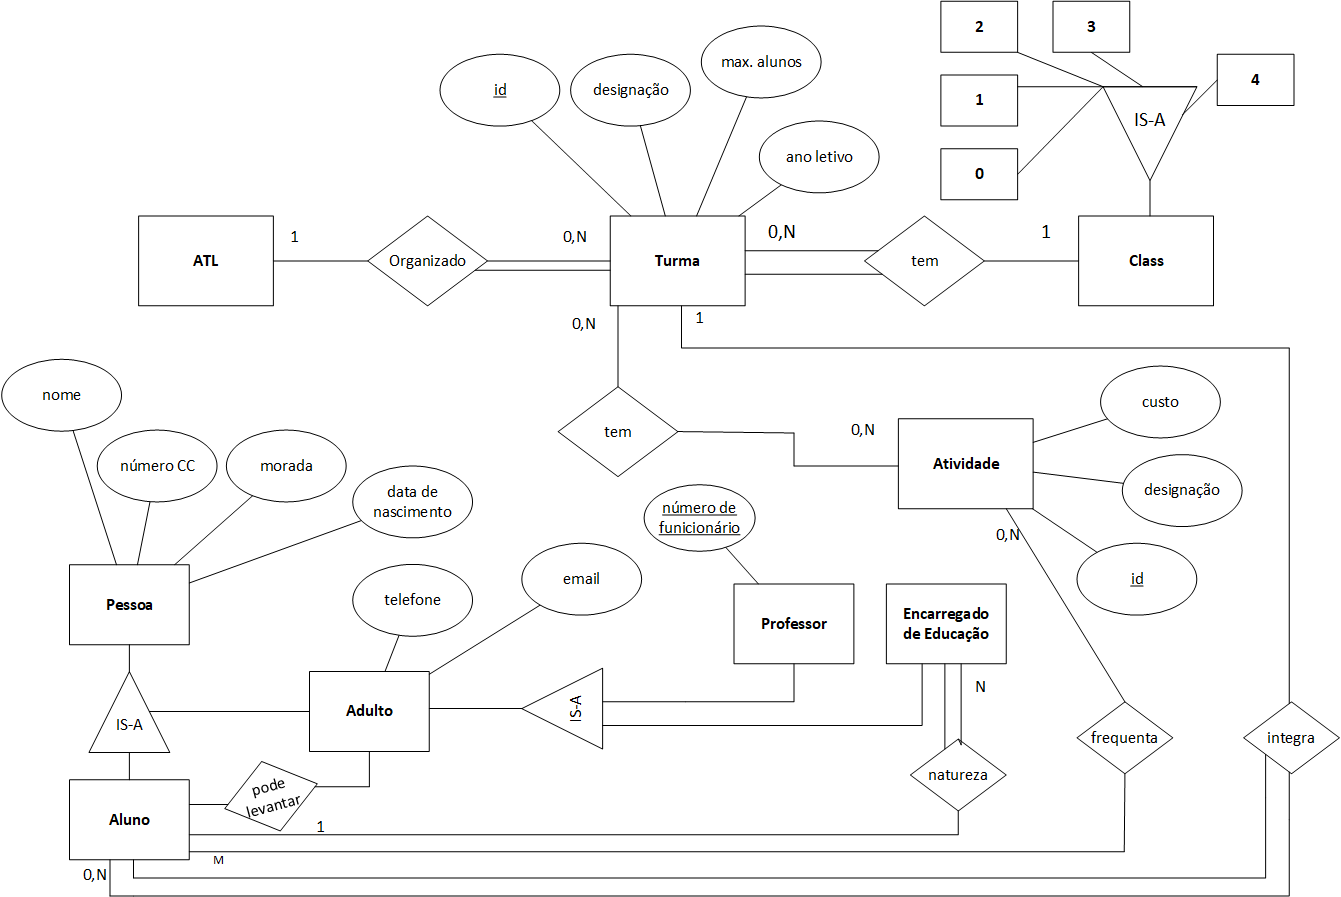 2
3
4
1
0
IS-A
id
designação
max. alunos
ano letivo
ATL
1
Organizado
0,N
Turma
0,N
tem
1
Class
0,N
1
nome
número CC
morada
data de
nascimento
tem
0,N
Atividade
custo
designação
id
0,N
número de
funicionário
Pessoa
telefone
email
Professor
Encarregado
de Educação
N
IS-A
Adulto
IS-A
frequenta
integra
natureza
pode
levantar
Aluno
1
M
0,N